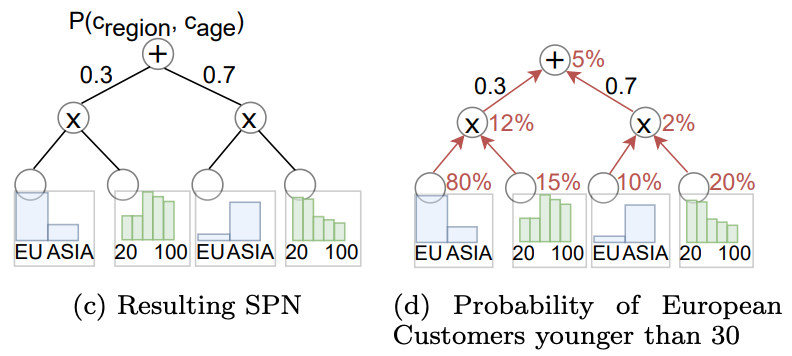 P(cregion, cage)
+
0.3 0.7
x x
EU ASIA 20 100 EU ASIA 20 100
(c) Resulting SPN
+ 5%
0.3 0.7
x 12% x 2%
80% 15% 10% 20%
EU ASIA 20 100 EU ASIA 20 100
(d) Probability of European
Customers younger than 30